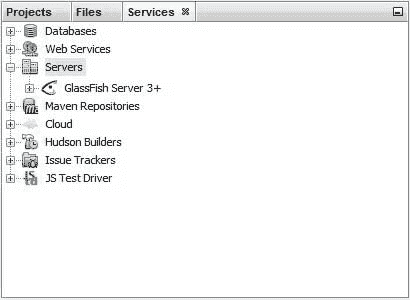 Projects Files Services
Databases
Web Services
Servers
GlassFish Server 3+
Maven Repositories
Cloud
Hudson Builders
Issue Trackers
JS Test Driver